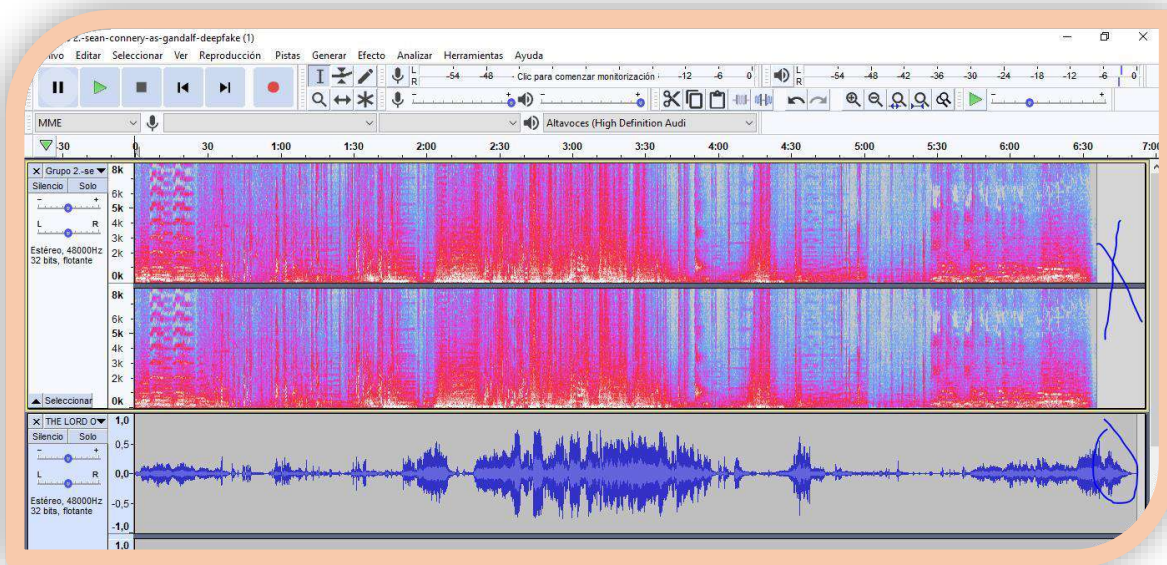 2.-sean-connery-as-gandalf-deepfake (1)
Editar Seleccionar Ver Reproducción Pistas Generar Efecto Analizar Herramientas Ayuda
L R -54 -48 Clic para comenzar monitorización -12 -6 0 L R -54 -48 -42 -36 -30 -24 -18 -12 -6 0
MME Altavoces (High Definition Audi
-30 0 30 1:00 1:30 2:00 2:30 3:00 3:30 4:00 4:30 5:00 5:30 6:00 6:30 7:00
Grupo 2.-se 8k
Silencio Solo 6k
- + 5k
L R 4k
3k
Estéreo, 48000Hz 2k
32 bits, flotante
0k
8k
6k
5k
4k
3k
2k
Seleccionar 0k
THE LORD O 1,0
Silencio Solo
- + 0,5
L R 0,0
Estéreo, 48000Hz -0,5
32 bits, flotante
-1,0
1,0